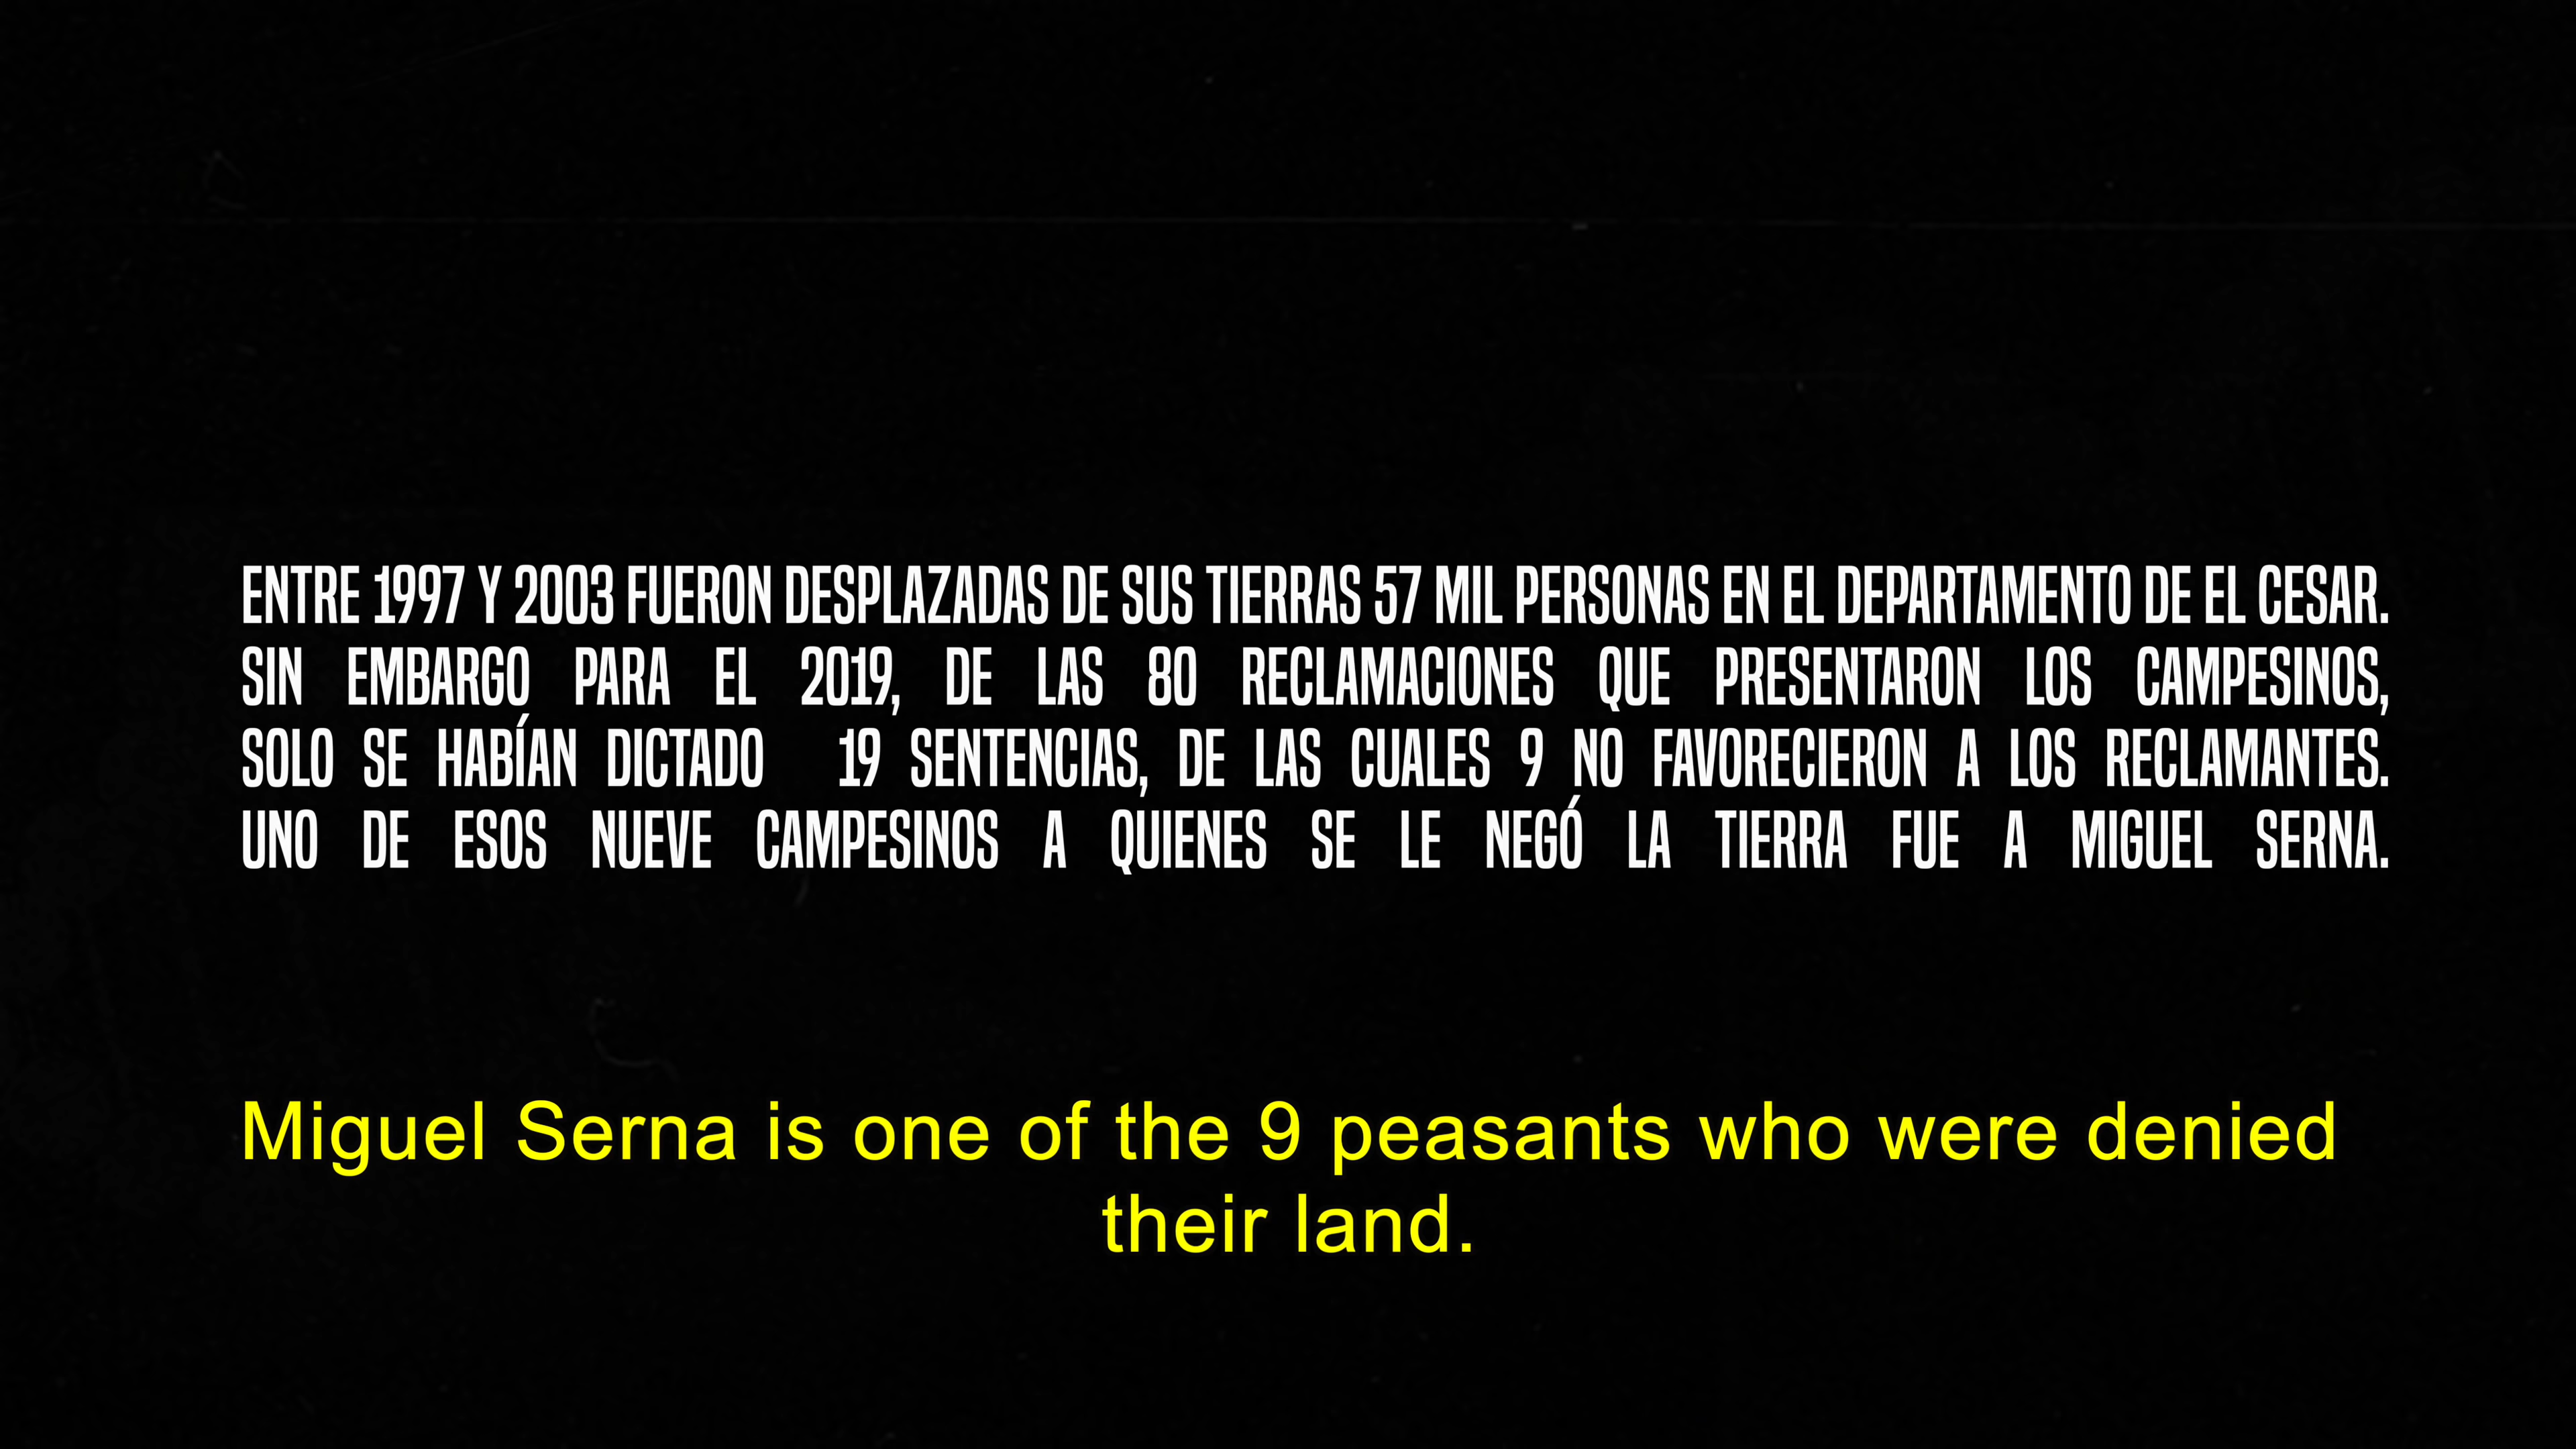 ENTRE 1997 Y 2003 FUERON DESPLAZADAS DE SUS TIERRAS 57 MIL PERSONAS EN EL DEPARTAMENTO DE EL CESAR.
SIN EMBARGO PARA EL 2019, DE LAS 80 RECLAMACIONES QUE PRESENTARON LOS CAMPESINOS,
SOLO SE HABÍAN DICTADO 19 SENTENCIAS, DE LAS CUALES 9 NO FAVORECIERON A LOS RECLAMANTES.
UNO DE ESOS NUEVE CAMPESINOS A QUIENES SE LE NEGÓ LA TIERRA FUE A MIGUEL SERNA.
Miguel Serna is one of the 9 peasants who were denied
their land.